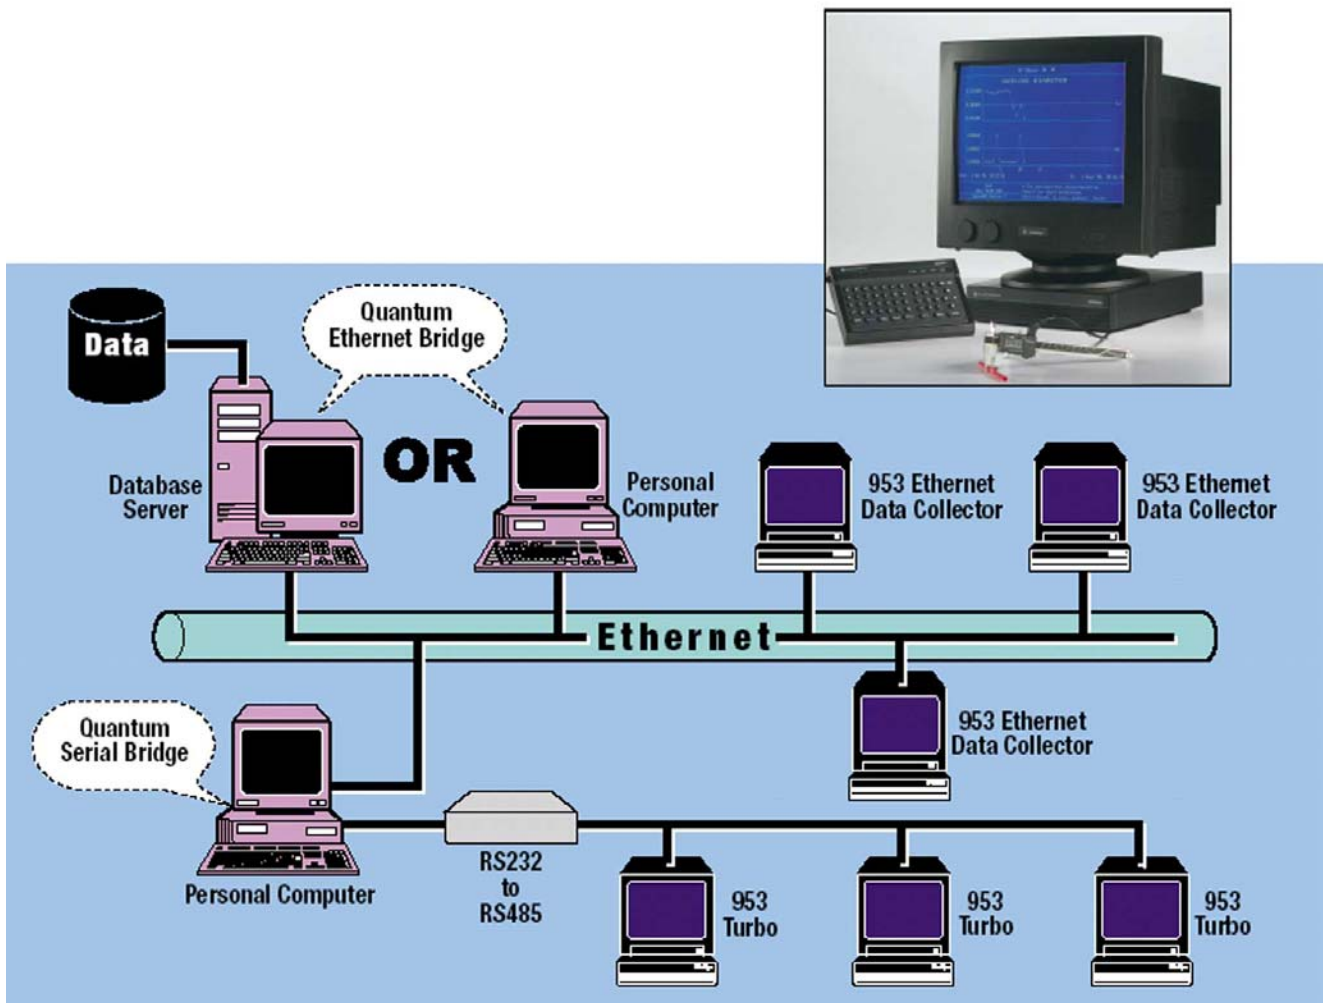 Quantum
Ethernet Bridge
Data
OR
Database
Server
Personal
Computer
953 Ethernet
Data Collector
953 Ethernet
Data Collector
Ethernet
953 Ethernet
Data Collector
Quantum
Serial Bridge
Personal Computer
RS232
to
RS485
953
Turbo
953
Turbo
953
Turbo